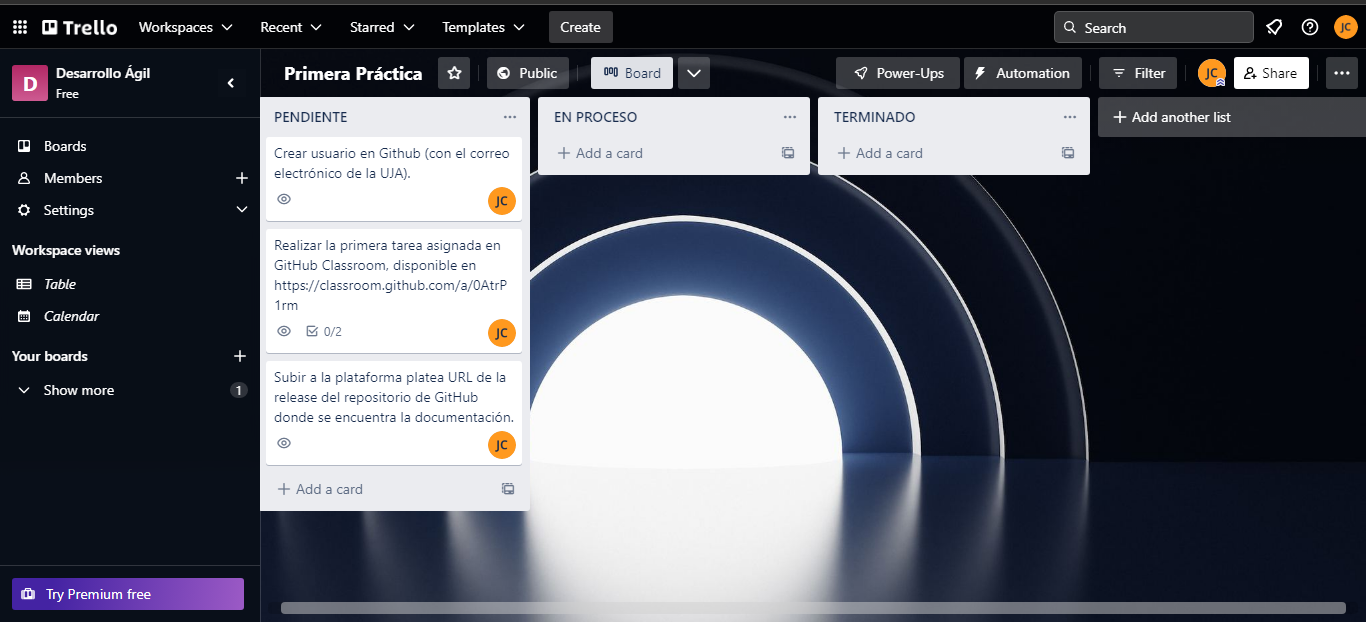 Trello
Workspaces
Recent
Starred
Templates
Create
Search
JC
D
Desarrollo Ágil
Free
Primera Práctica
Public
Board
Power-Ups
Automation
Filter
JC
Share
Boards
Members
Settings
Workspace views
Table
Calendar
Your boards
Show more
1
Try Premium free
PENDIENTE
Crear usuario en Github (con el correo
electrónico de la UJA).
JC
Realizar la primera tarea asignada en
GitHub Classroom, disponible en
https://classroom.github.com/a/0AtrP
1rm
0/2
JC
Subir a la plataforma platea URL de la
release del repositorio de GitHub
donde se encuentra la documentación.
JC
Add a card
EN PROCESO
Add a card
TERMINADO
Add a card
Add another list